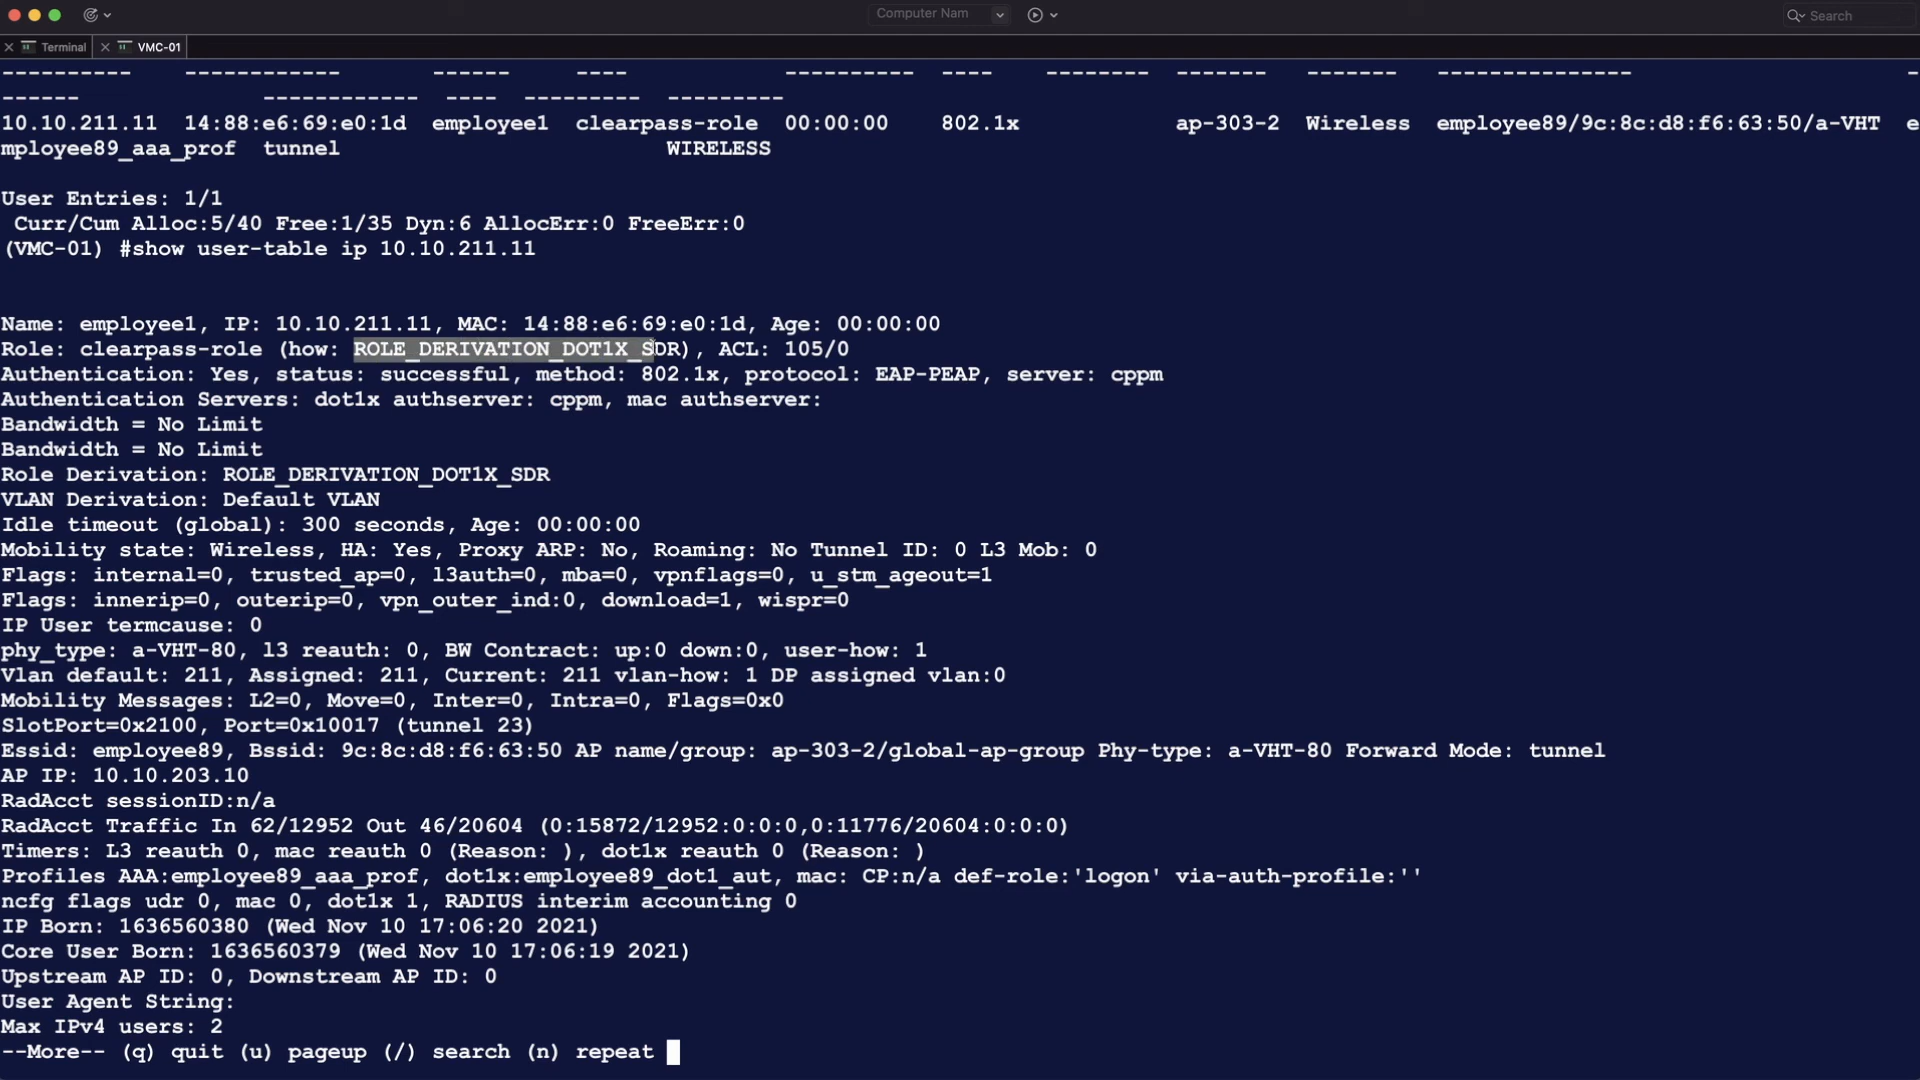 Computer Nam
Search
Terminal
VMC-01
---------- ------------ ------ ---- ---------- ---- -------- ------- ------- --------------- -
------ ------------ ---- --------- ---------
10.10.211.11 14:88:e6:69:e0:1d employee1 clearpass-role 00:00:00 802.1x ap-303-2 Wireless employee89/9c:8c:d8:f6:63:50/a-VHT e
mployee89_aaa_prof tunnel WIRELESS
User Entries: 1/1
Curr/Cum Alloc:5/40 Free:1/35 Dyn:6 AllocErr:0 FreeErr:0
(VMC-01) #show user-table ip 10.10.211.11
Name: employee1, IP: 10.10.211.11, MAC: 14:88:e6:69:e0:1d, Age: 00:00:00
Role: clearpass-role (how: ROLE_DERIVATION_DOT1X_SDR), ACL: 105/0
Authentication: Yes, status: successful, method: 802.1x, protocol: EAP-PEAP, server: cppm
Authentication Servers: dot1x authserver: cppm, mac authserver:
Bandwidth = No Limit
Bandwidth = No Limit
Role Derivation: ROLE_DERIVATION_DOT1X_SDR
VLAN Derivation: Default VLAN
Idle timeout (global): 300 seconds, Age: 00:00:00
Mobility state: Wireless, HA: Yes, Proxy ARP: No, Roaming: No Tunnel ID: 0 L3 Mob: 0
Flags: internal=0, trusted_ap=0, l3auth=0, mba=0, vpnflags=0, u_stm_ageout=1
Flags: innerip=0, outerip=0, vpn_outer_ind:0, download=1, wispr=0
IP User termcause: 0
phy_type: a-VHT-80, l3 reauth: 0, BW Contract: up:0 down:0, user-how: 1
Vlan default: 211, Assigned: 211, Current: 211 vlan-how: 1 DP assigned vlan:0
Mobility Messages: L2=0, Move=0, Inter=0, Intra=0, Flags=0x0
SlotPort=0x2100, Port=0x10017 (tunnel 23)
Essid: employee89, Bssid: 9c:8c:d8:f6:63:50 AP name/group: ap-303-2/global-ap-group Phy-type: a-VHT-80 Forward Mode: tunnel
AP IP: 10.10.203.10
RadAcct sessionID:n/a
RadAcct Traffic In 62/12952 Out 46/20604 (0:15872/12952:0:0:0,0:11776/20604:0:0:0)
Timers: L3 reauth 0, mac reauth 0 (Reason: ), dot1x reauth 0 (Reason: )
Profiles AAA:employee89_aaa_prof, dot1x:employee89_dot1_aut, mac: CP:n/a def-role:'logon' via-auth-profile:''
ncfg flags udr 0, mac 0, dot1x 1, RADIUS interim accounting 0
IP Born: 1636560380 (Wed Nov 10 17:06:20 2021)
Core User Born: 1636560379 (Wed Nov 10 17:06:19 2021)
Upstream AP ID: 0, Downstream AP ID: 0
User Agent String:
Max IPv4 users: 2
--More-- (q) quit (u) pageup (/) search (n) repeat